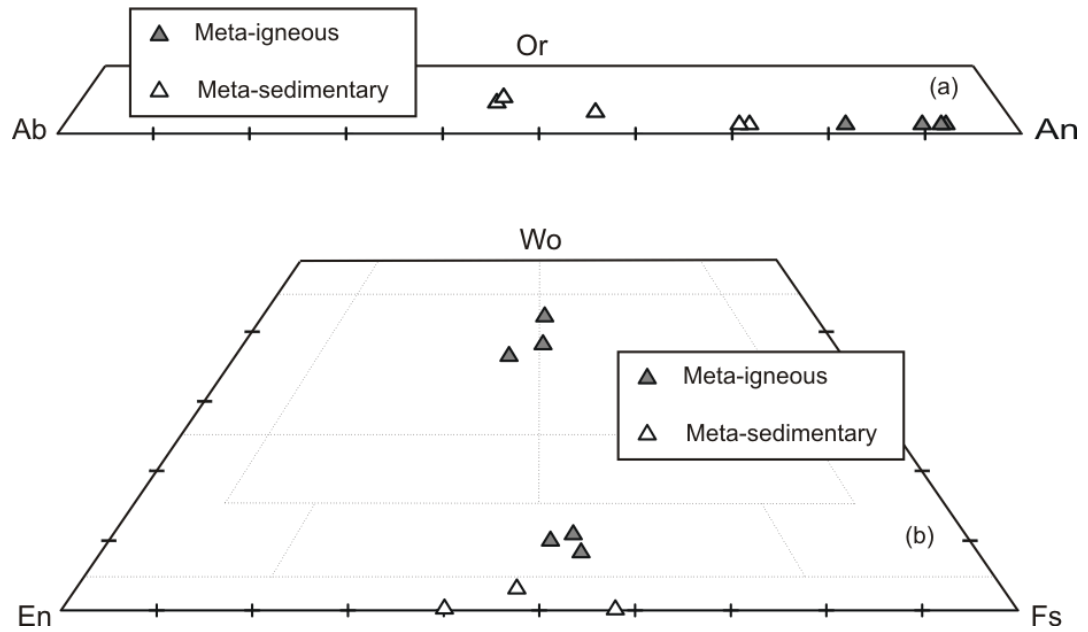 Meta-igneous
Meta-sedimentary
Or
(a)
Ab
An
Wo
Meta-igneous
Meta-sedimentary
(b)
En
Fs